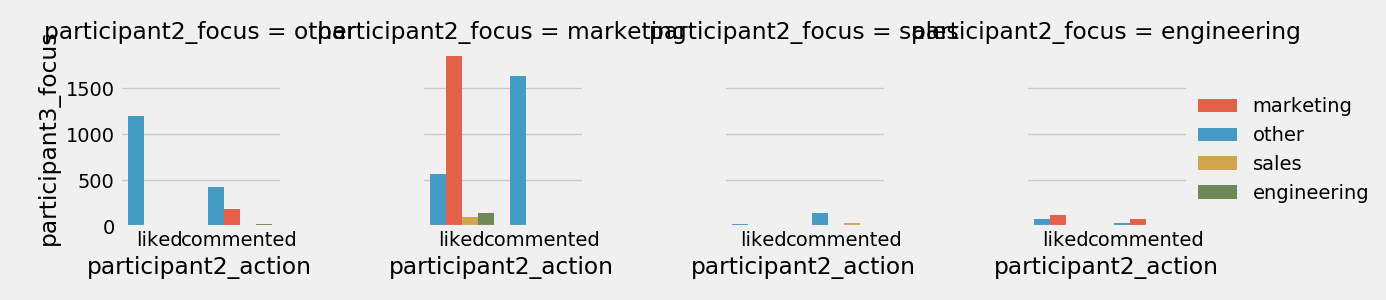 participant2_focus = other
participant2_focus = marketing
participant2_focus = sales
participant2_focus = engineering
participant3_focus
1500
1000
500
0
liked
commented
liked
commented
liked
commented
liked
commented
participant2_action
participant2_action
participant2_action
participant2_action
marketing
other
sales
engineering